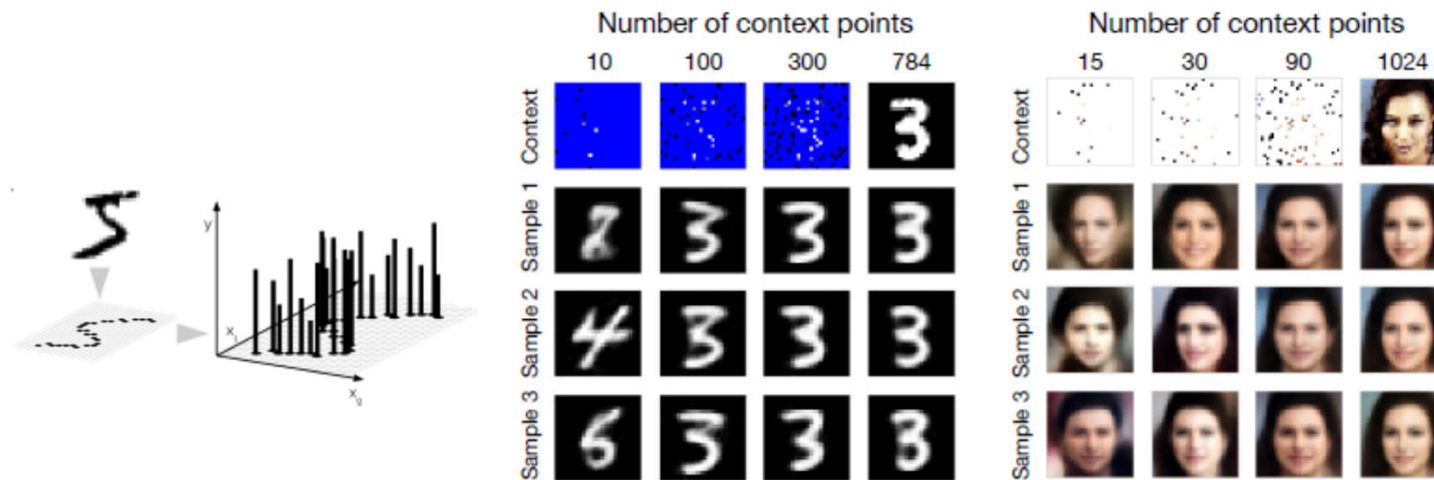 Number of context points
10 100 300 784
Context
Sample 1
Sample 2
Sample 3
Number of context points
15 30 90 1024
Context
Sample 1
Sample 2
Sample 3
y
x₁
x₂